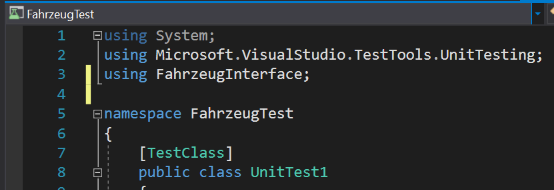 FahrzeugTest
1 using System;
2 using Microsoft.VisualStudio.TestTools.UnitTesting;
3 using FahrzeugInterface;
4
5 namespace FahrzeugTest
6 {
7 [TestClass]
8 public class UnitTest1